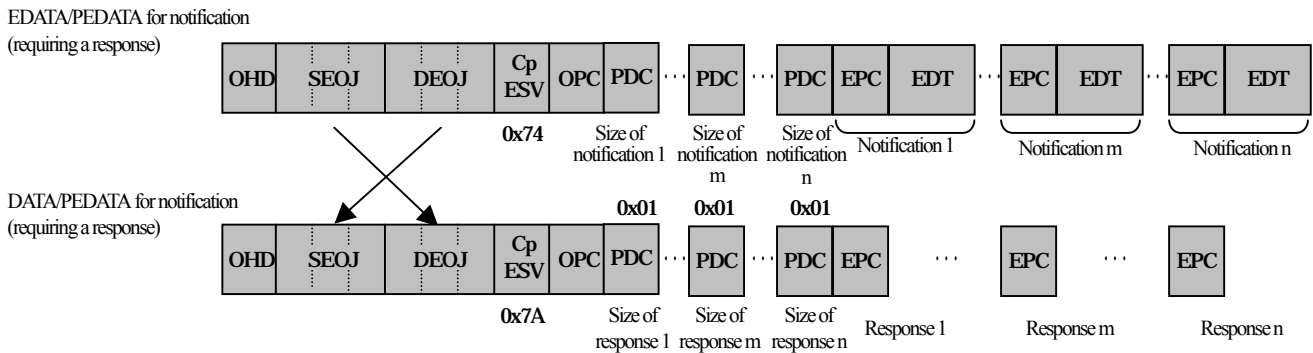 EDATA/PEDATA for notification
(requiring a response)
OHD SEOJ DEOJ Cp ESV OPC PDC ··· PDC ··· PDC EPC EDT ··· EPC EDT ··· EPC EDT
0x74
Size of notification 1
Size of notification m
Size of notification n
Notification 1
Notification m
Notification n
DATA/PEDATA for notification
(requiring a response)
0x01 0x01 0x01
OHD SEOJ DEOJ Cp ESV OPC PDC ··· PDC ··· PDC EPC ··· EPC ··· EPC
0x7A
Size of response 1
Size of response m
Size of response n
Response 1
Response m
Response n